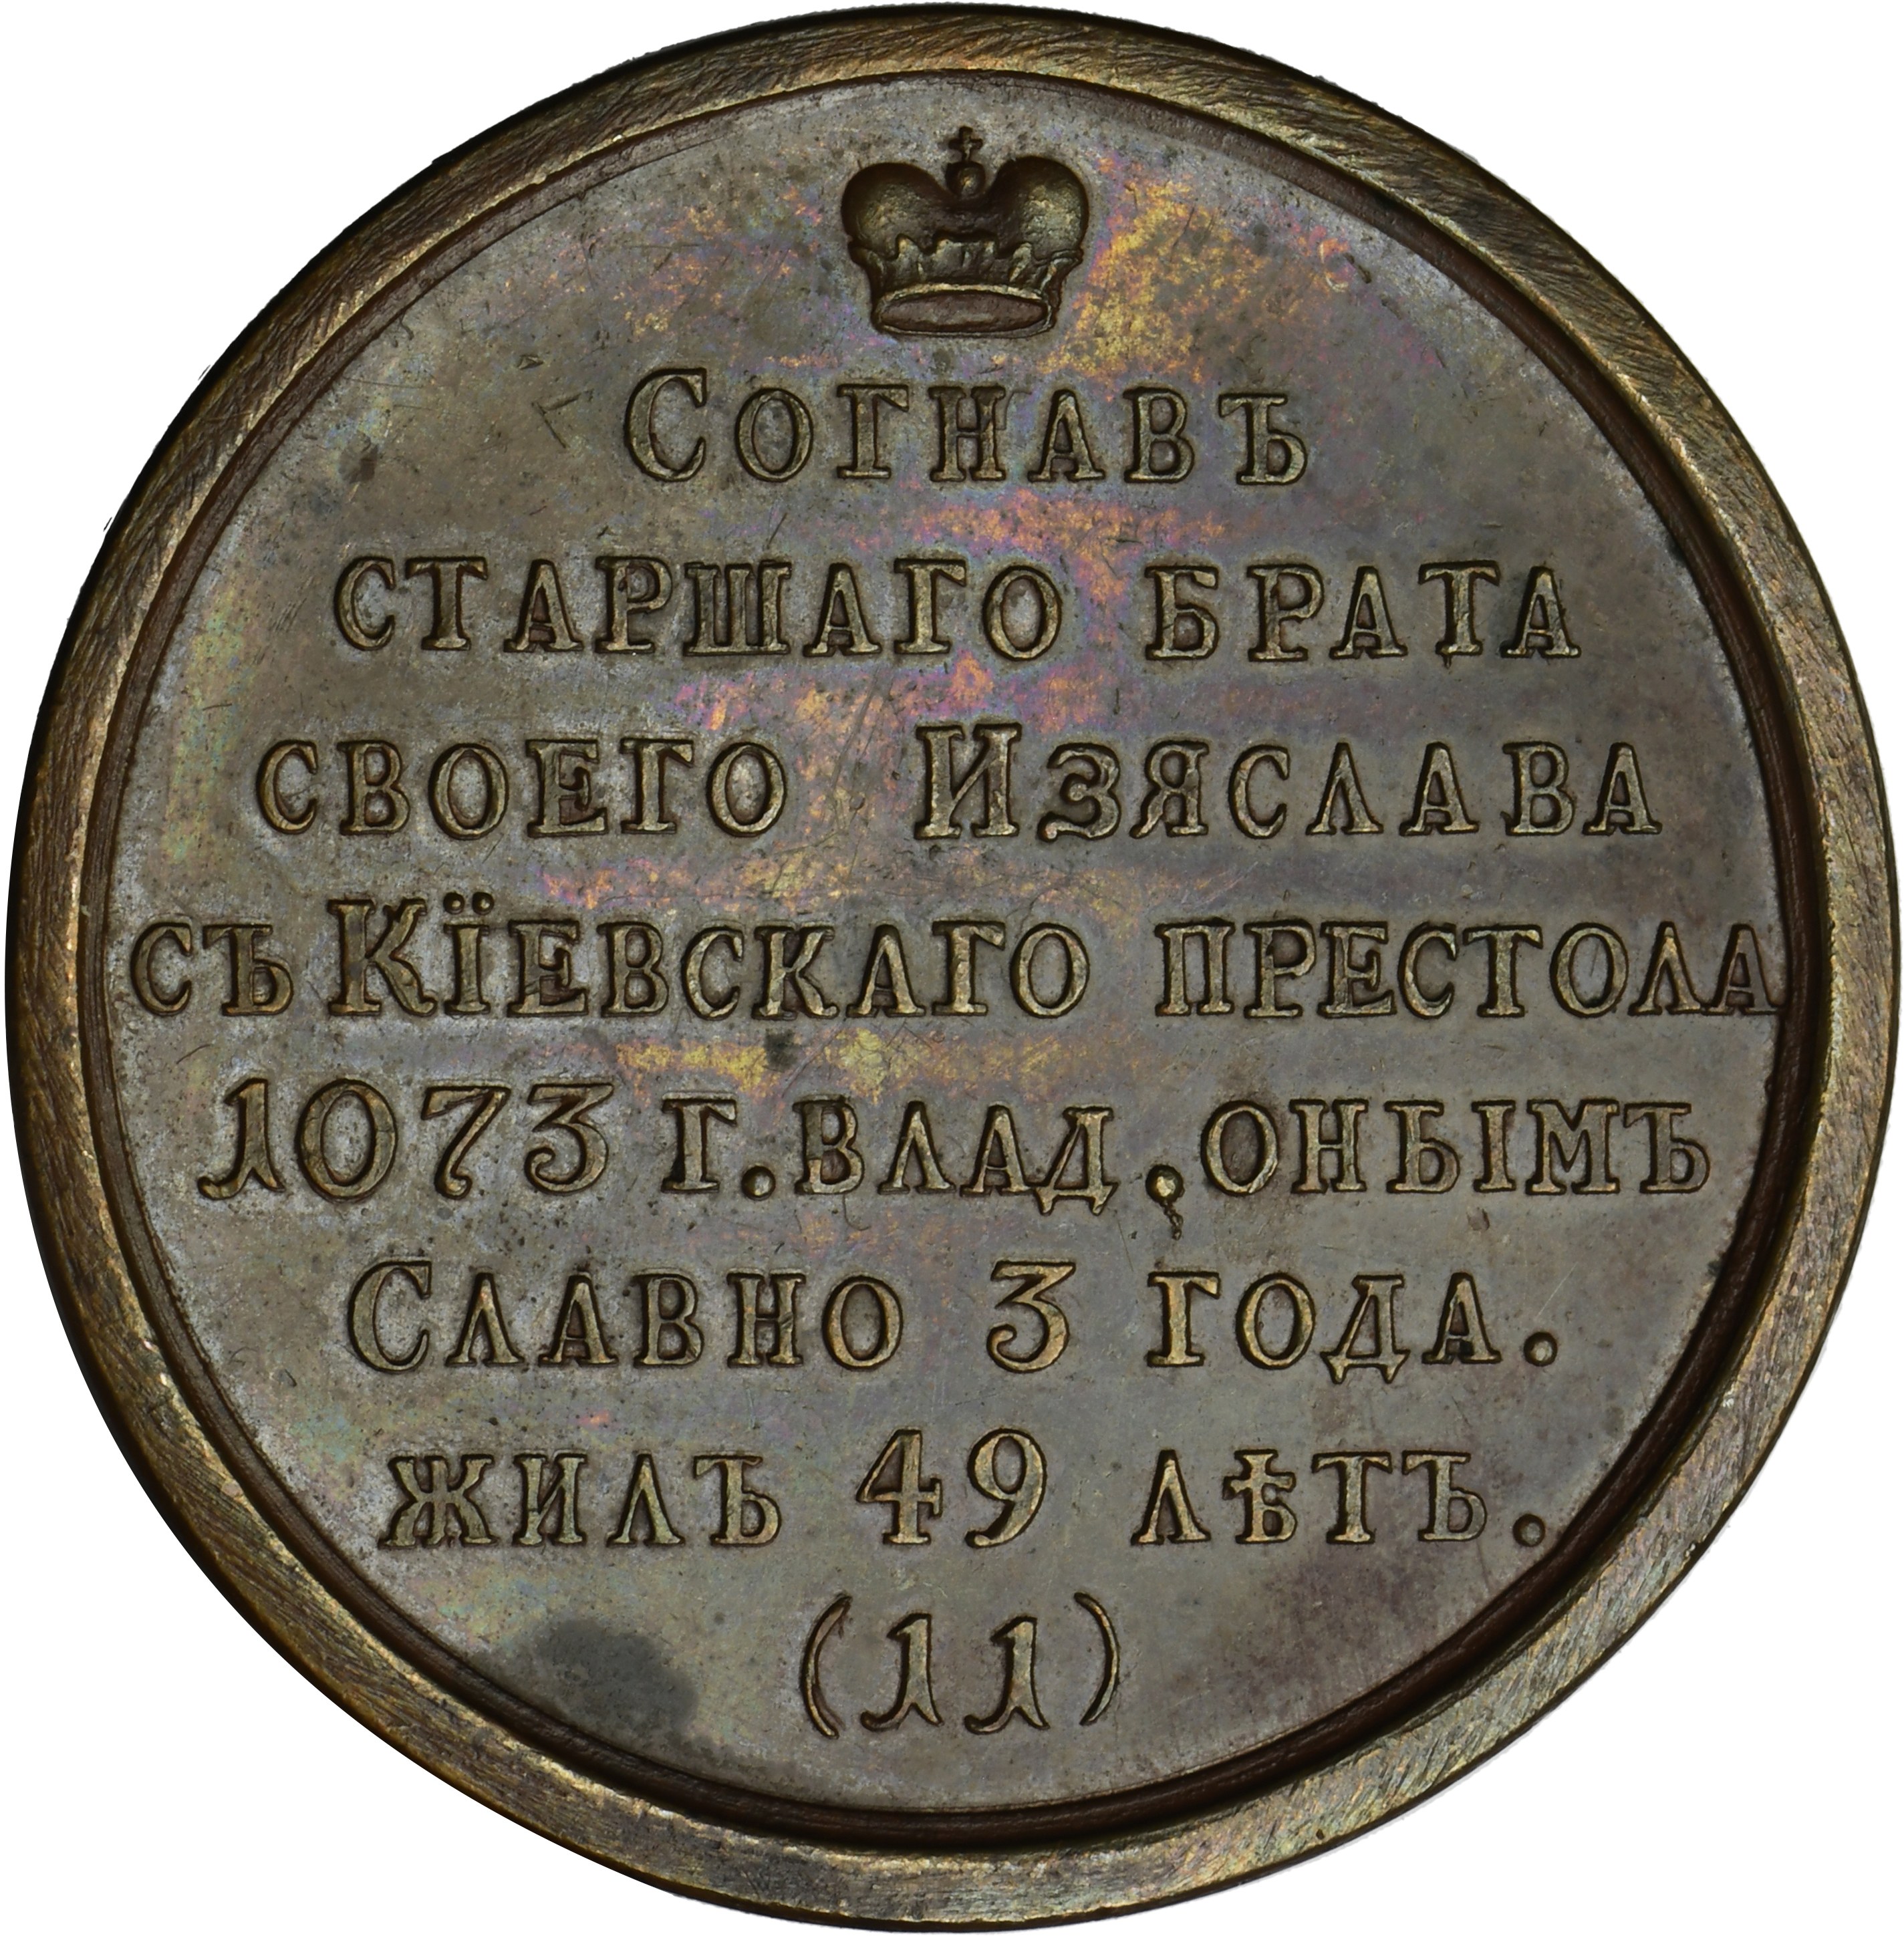 Согнавъ
старшаго брата
своего Изяслава
съ Кїевскаго престола
1073 г. влад. онымъ
Славно 3 года.
жилъ 49 лѣтъ.
(11)